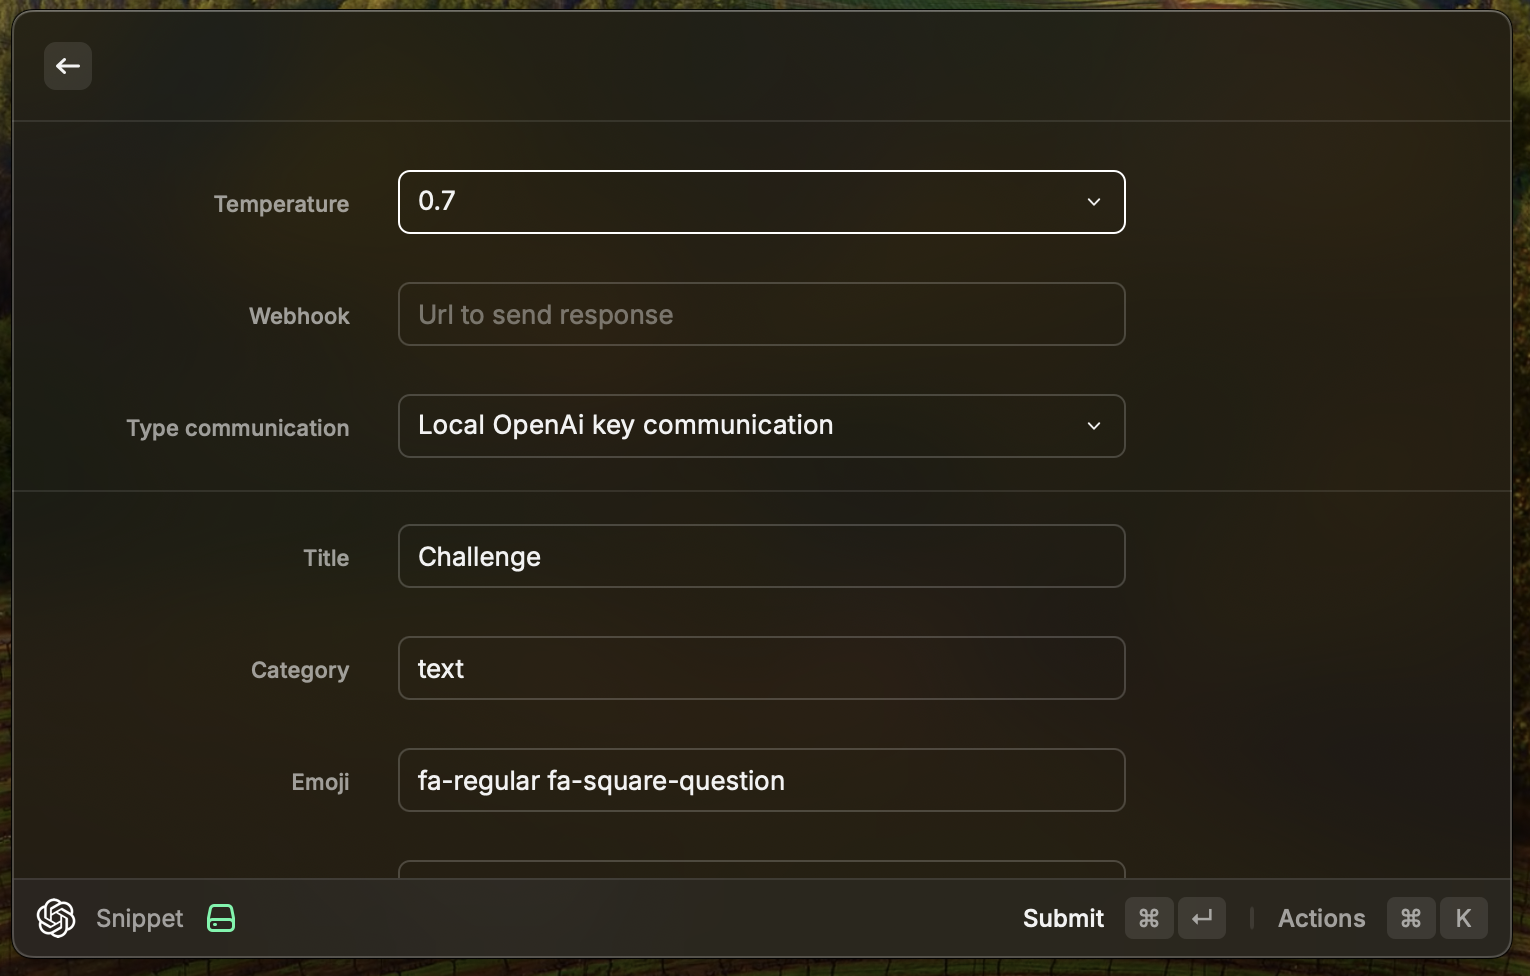 Temperature
0.7
Webhook
Url to send response
Type communication
Local OpenAi key communication
Title
Challenge
Category
text
Emoji
fa-regular fa-square-question
Snippet
Submit ⌘ ↵ Actions ⌘ K